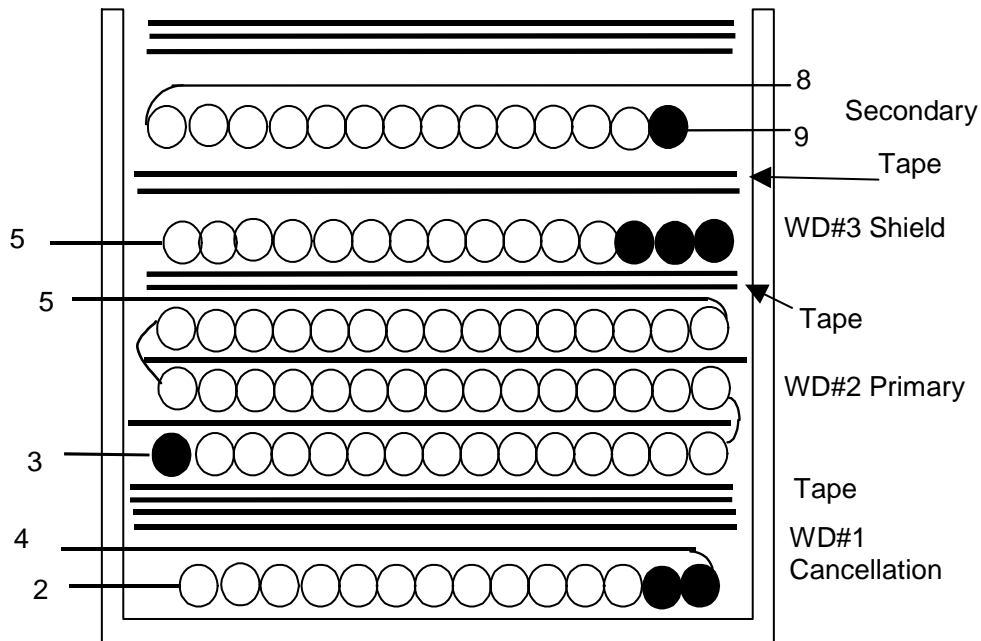 8
Secondary
9
Tape
5
WD#3 Shield
5
Tape
WD#2 Primary
3
Tape
4
WD#1
Cancellation
2